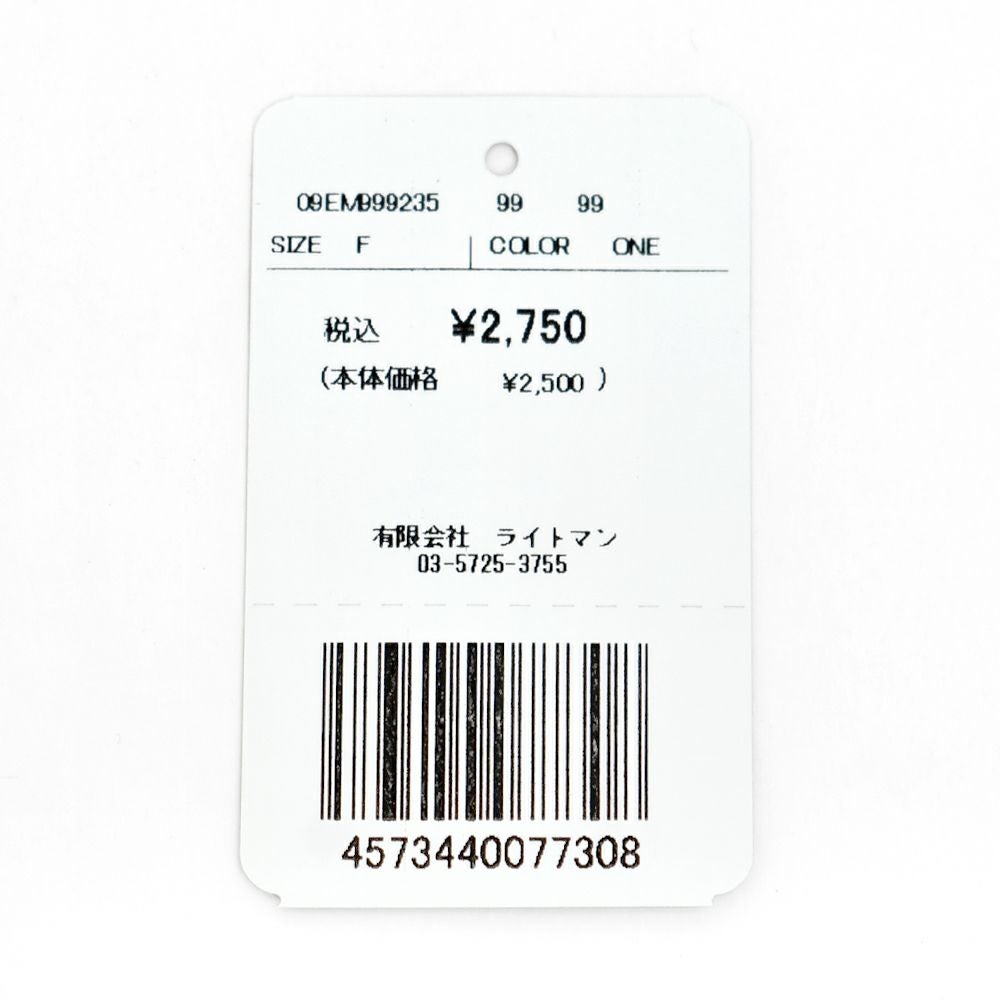 09EM999235 99 99
SIZE F COLOR ONE
税込 ¥2,750
(本体価格 ¥2,500 )
有限会社 ライトマン
03-5725-3755
4573440077308